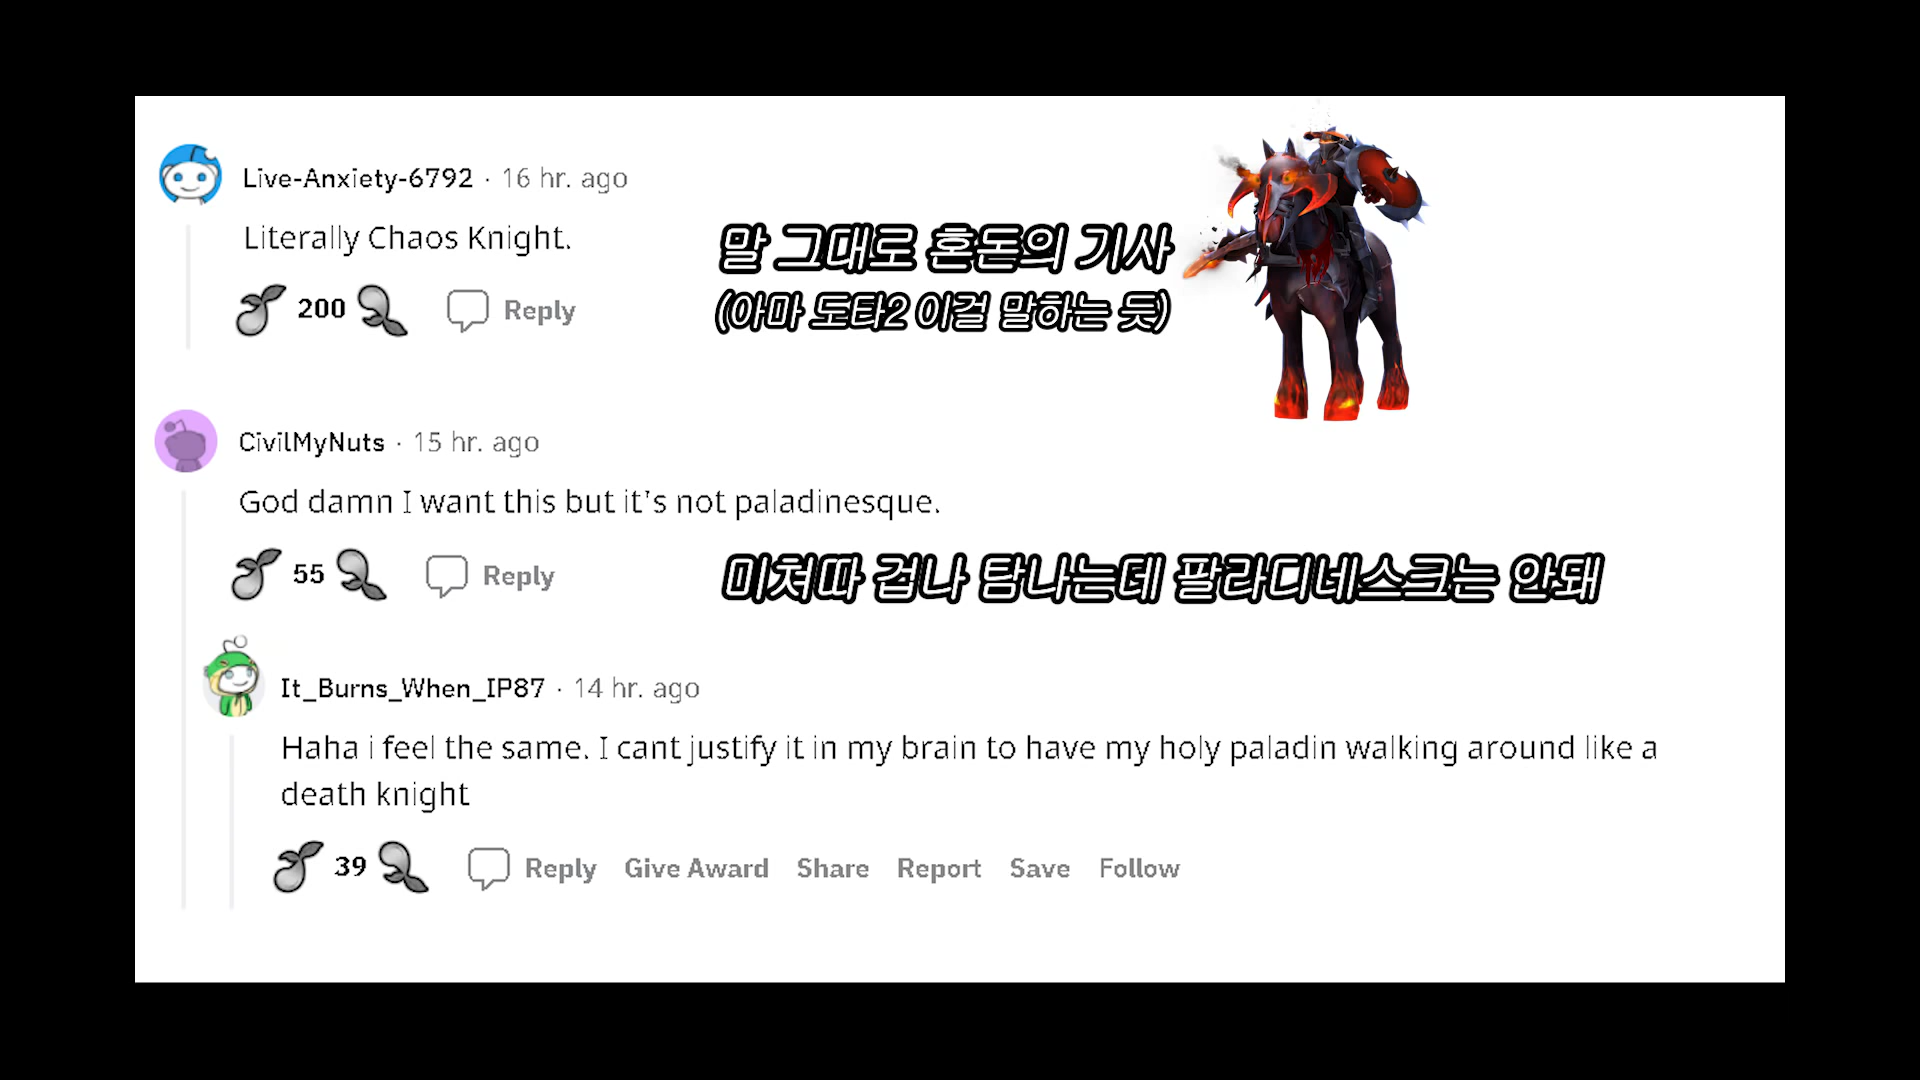 Live-Anxiety-6792 · 16 hr. ago
Literally Chaos Knight.
말 그대로 혼돈의 기사
(아마 도타2 이걸 말하는 듯)
200 Reply
CivilMyNuts · 15 hr. ago
God damn I want this but it's not paladinesque.
55 Reply
미쳐따 겁나 탐나는데 팔라디네스크는 안돼
It_Burns_When_IP87 · 14 hr. ago
Haha i feel the same. I cant justify it in my brain to have my holy paladin walking around like a
death knight
39 Reply Give Award Share Report Save Follow